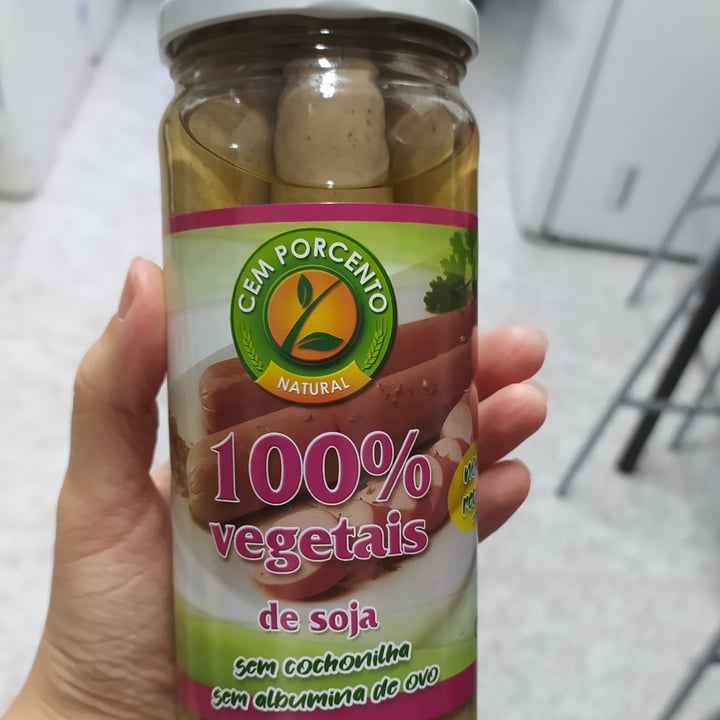 CEM PORCENTO
NATURAL
100%
vegetais
de soja
sem cochonilha
sem albumina de ovo